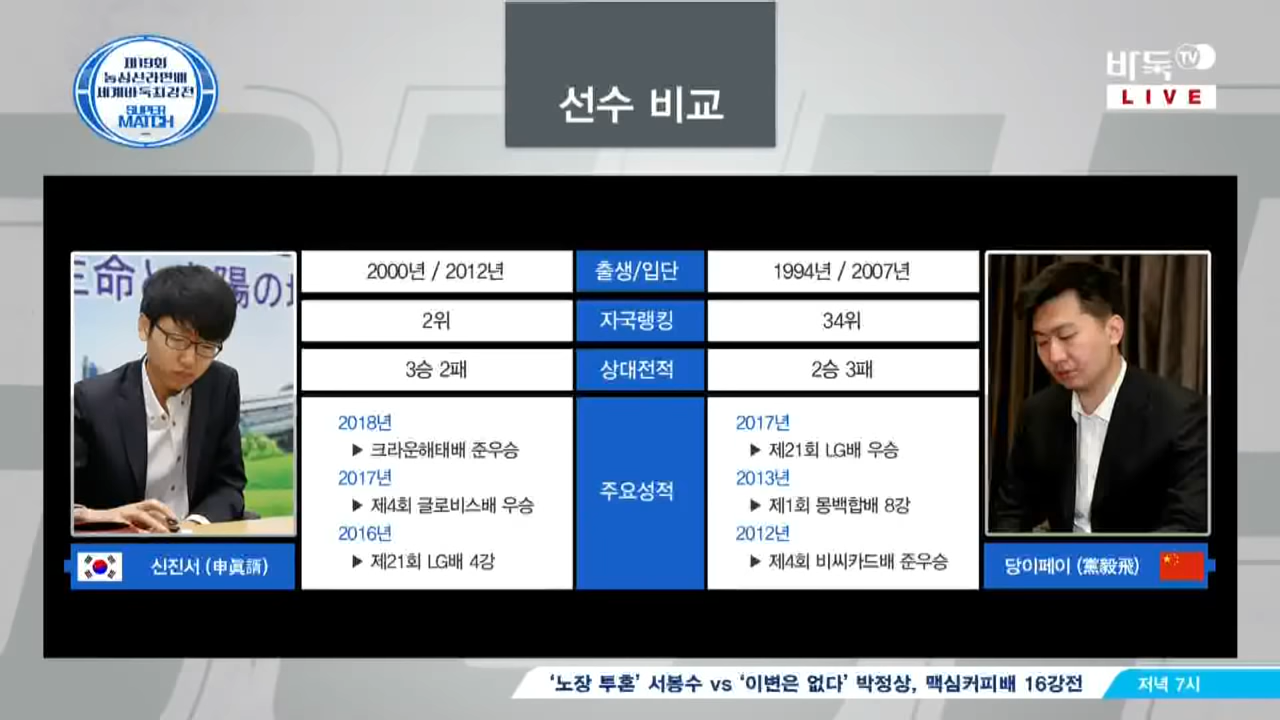 제19회
농심신라면배
세계바둑최강전
SUPER
MATCH
선수 비교
바둑TV
LIVE
2000년 / 2012년
출생/입단
1994년 / 2007년
2위
자국랭킹
34위
3승 2패
상대전적
2승 3패
2018년
▶ 크라운해태배 준우승
2017년
▶ 제4회 글로비스배 우승
2016년
▶ 제21회 LG배 4강
주요성적
2017년
▶ 제21회 LG배 우승
2013년
▶ 제1회 몽백합배 8강
2012년
▶ 제4회 비씨카드배 준우승
신진서 (申眞諝)
당이페이 (黨毅飛)
‘노장 투혼’ 서봉수 vs ‘이변은 없다’ 박정상, 맥심커피배 16강전
저녁 7시